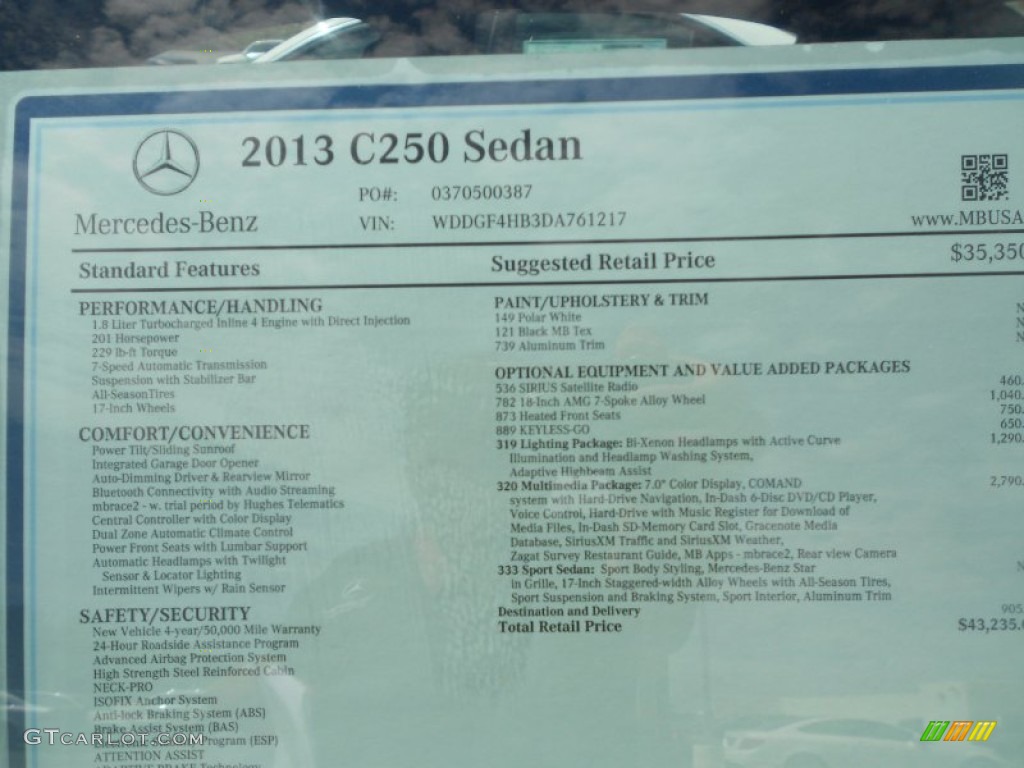 2013 C250 Sedan
PO#: 0370500387
Mercedes-Benz
VIN: WDDGF4HB3DA761217
www.MBUSA
Standard Features
Suggested Retail Price $35,350
PERFORMANCE/HANDLING
1.8 Liter Turbocharged Inline 4 Engine with Direct Injection
201 Horsepower
229 lb-ft Torque
7-Speed Automatic Transmission
Suspension with Stabilizer Bar
All-SeasonTires
17-Inch Wheels
COMFORT/CONVENIENCE
Power Tilt/Sliding Sunroof
Integrated Garage Door Opener
Auto-Dimming Driver & Rearview Mirror
Bluetooth Connectivity with Audio Streaming
mbrace2 - w. trial period by Hughes Telematics
Central Controller with Color Display
Dual Zone Automatic Climate Control
Power Front Seats with Lumbar Support
Automatic Headlamps with Twilight
Sensor & Locator Lighting
Intermittent Wipers w/ Rain Sensor
SAFETY/SECURITY
New Vehicle 4-year/50,000 Mile Warranty
24-Hour Roadside Assistance Program
Advanced Airbag Protection System
High Strength Steel Reinforced Cabin
NECK-PRO
ISOFIX Anchor System
Anti-lock Braking System (ABS)
Brake Assist System (BAS)
Program (ESP)
ATTENTION ASSIST
ADAPTIVE BRAKE Technology
PAINT/UPHOLSTERY & TRIM
149 Polar White N
121 Black MB Tex N
739 Aluminum Trim N
OPTIONAL EQUIPMENT AND VALUE ADDED PACKAGES
536 SIRIUS Satellite Radio 460.
782 18-Inch AMG 7-Spoke Alloy Wheel 1,040.
873 Heated Front Seats 750.
889 KEYLESS-GO 650.
319 Lighting Package: Bi-Xenon Headlamps with Active Curve 1,290.
Illumination and Headlamp Washing System,
Adaptive Highbeam Assist
320 Multimedia Package: 7.0" Color Display, COMAND 2,790.
system with Hard-Drive Navigation, In-Dash 6-Disc DVD/CD Player,
Voice Control, Hard-Drive with Music Register for Download of
Media Files, In-Dash SD-Memory Card Slot, Gracenote Media
Database, SiriusXM Traffic and SiriusXM Weather,
Zagat Survey Restaurant Guide, MB Apps - mbrace2, Rear view Camera
333 Sport Sedan: Sport Body Styling, Mercedes-Benz Star N
in Grille, 17-Inch Staggered-width Alloy Wheels with All-Season Tires,
Sport Suspension and Braking System, Sport Interior, Aluminum Trim
Destination and Delivery 905.
Total Retail Price $43,235.0
GTCARLOT.COM